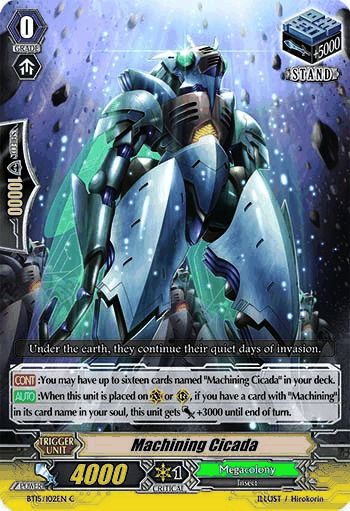 0
GRADE
+5000
STAND
SHIELD
10000
Under the earth, they continue their quiet days of invasion.
CONT :You may have up to sixteen cards named "Machining Cicada" in your deck.
AUTO :When this unit is placed on V or R, if you have a card with "Machining"
in its card name in your soul, this unit gets +3000 until end of turn.
TRIGGER
UNIT
Machining Cicada
POWER
4000
1
CRITICAL
Megacolony
Insect
BT15/102EN C
ILLUST / Hirokorin